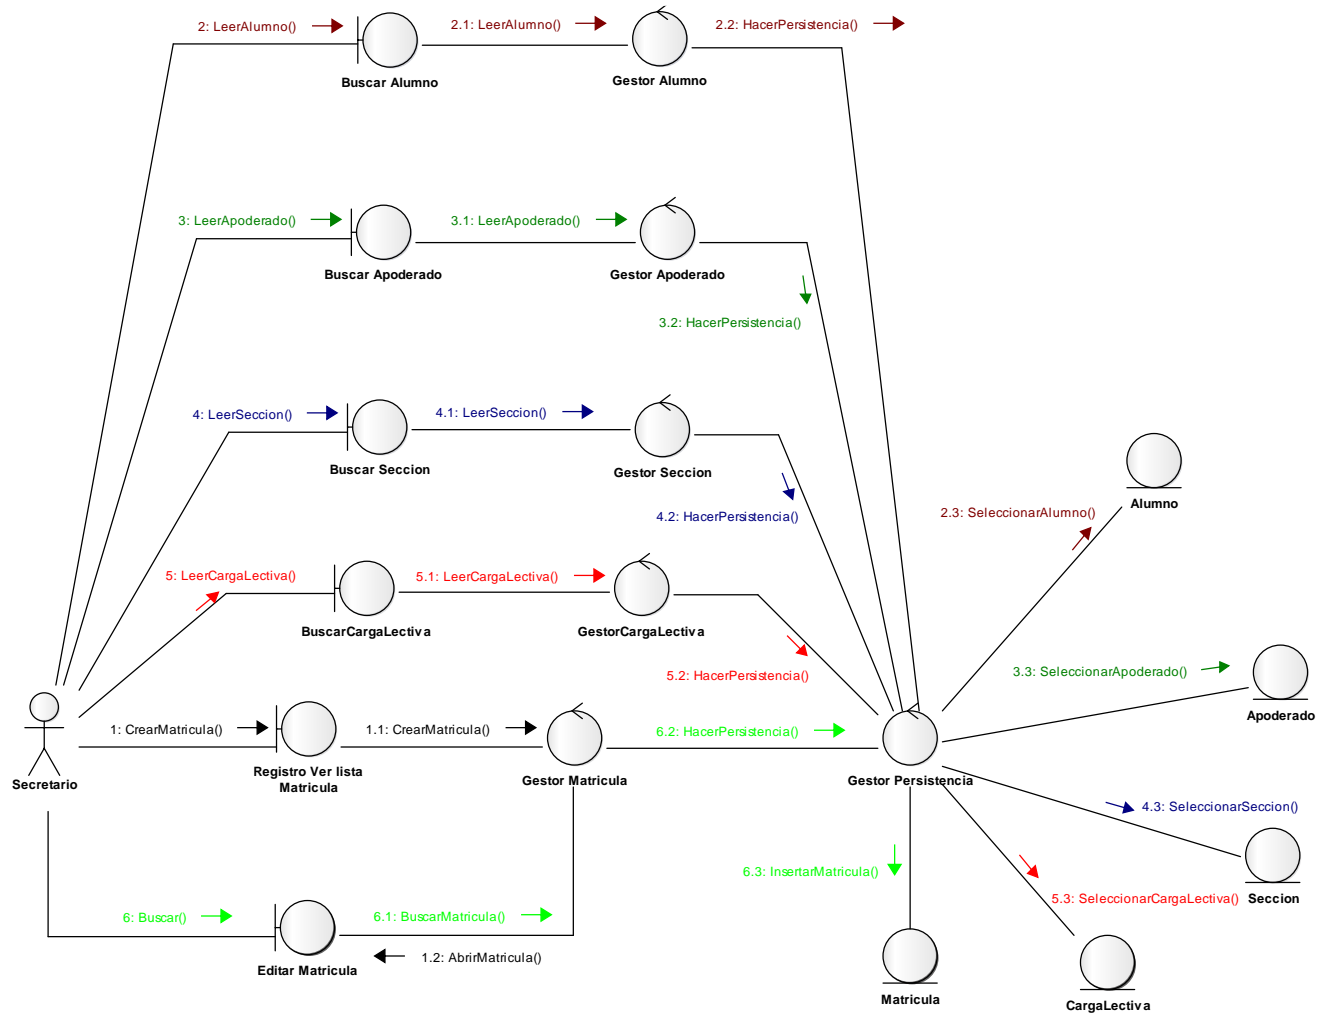 2: LeerAlumno()
2.1: LeerAlumno()
2.2: HacerPersistencia()
Buscar Alumno
Gestor Alumno
3: LeerApoderado()
3.1: LeerApoderado()
Buscar Apoderado
Gestor Apoderado
3.2: HacerPersistencia()
4: LeerSeccion()
4.1: LeerSeccion()
Buscar Seccion
Gestor Seccion
4.2: HacerPersistencia()
2.3: SeleccionarAlumno()
Alumno
5: LeerCargaLectiva()
5.1: LeerCargaLectiva()
BuscarCargaLectiva
GestorCargaLectiva
5.2: HacerPersistencia()
3.3: SeleccionarApoderado()
Apoderado
1: CrearMatricula()
1.1: CrearMatricula()
6.2: HacerPersistencia()
Secretario
Registro Ver lista
Matricula
Gestor Matricula
Gestor Persistencia
4.3: SeleccionarSeccion()
6.3: InsertarMatricula()
5.3: SeleccionarCargaLectiva()
Seccion
6: Buscar()
6.1: BuscarMatricula()
1.2: AbrirMatricula()
Editar Matricula
Matricula
CargaLectiva